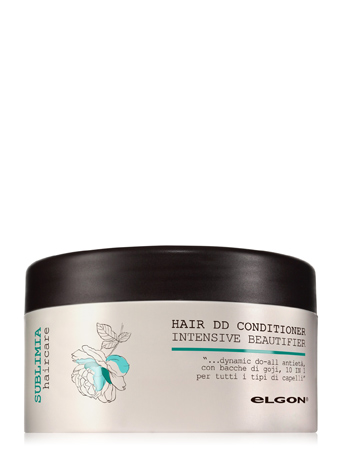 SUBLIMIA
haircare
HAIR DD CONDITIONER
INTENSIVE BEAUTIFIER
“...dynamic do-all antietà,
con bacche di goji, 10 IN 1
per tutti i tipi di capelli”
eLGON